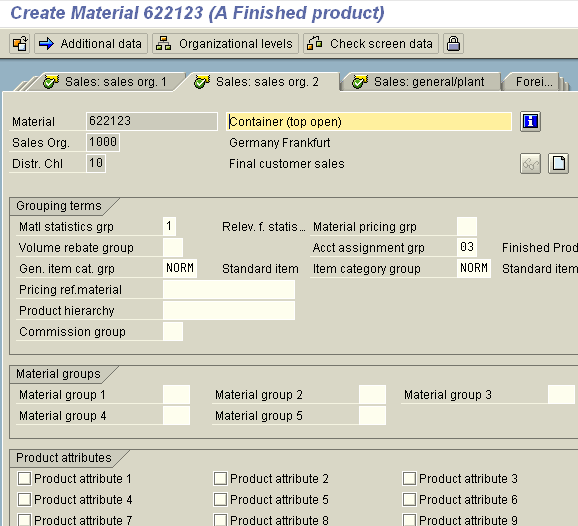 Create Material 622123 (A Finished product)
Additional data Organizational levels Check screen data
Sales: sales org. 1 Sales: sales org. 2 Sales: general/plant Forei...
Material 622123 Container (top open)
Sales Org. 1000 Germany Frankfurt
Distr. Chl 10 Final customer sales
Grouping terms
Matl statistics grp 1 Relev. f. statis... Material pricing grp
Volume rebate group Acct assignment grp 03 Finished Prod
Gen. item cat. grp NORM Standard item Item category group NORM Standard item
Pricing ref.material
Product hierarchy
Commission group
Material groups
Material group 1 Material group 2 Material group 3
Material group 4 Material group 5
Product attributes
Product attribute 1 Product attribute 2 Product attribute 3
Product attribute 4 Product attribute 5 Product attribute 6
Product attribute 7 Product attribute 8 Product attribute 9